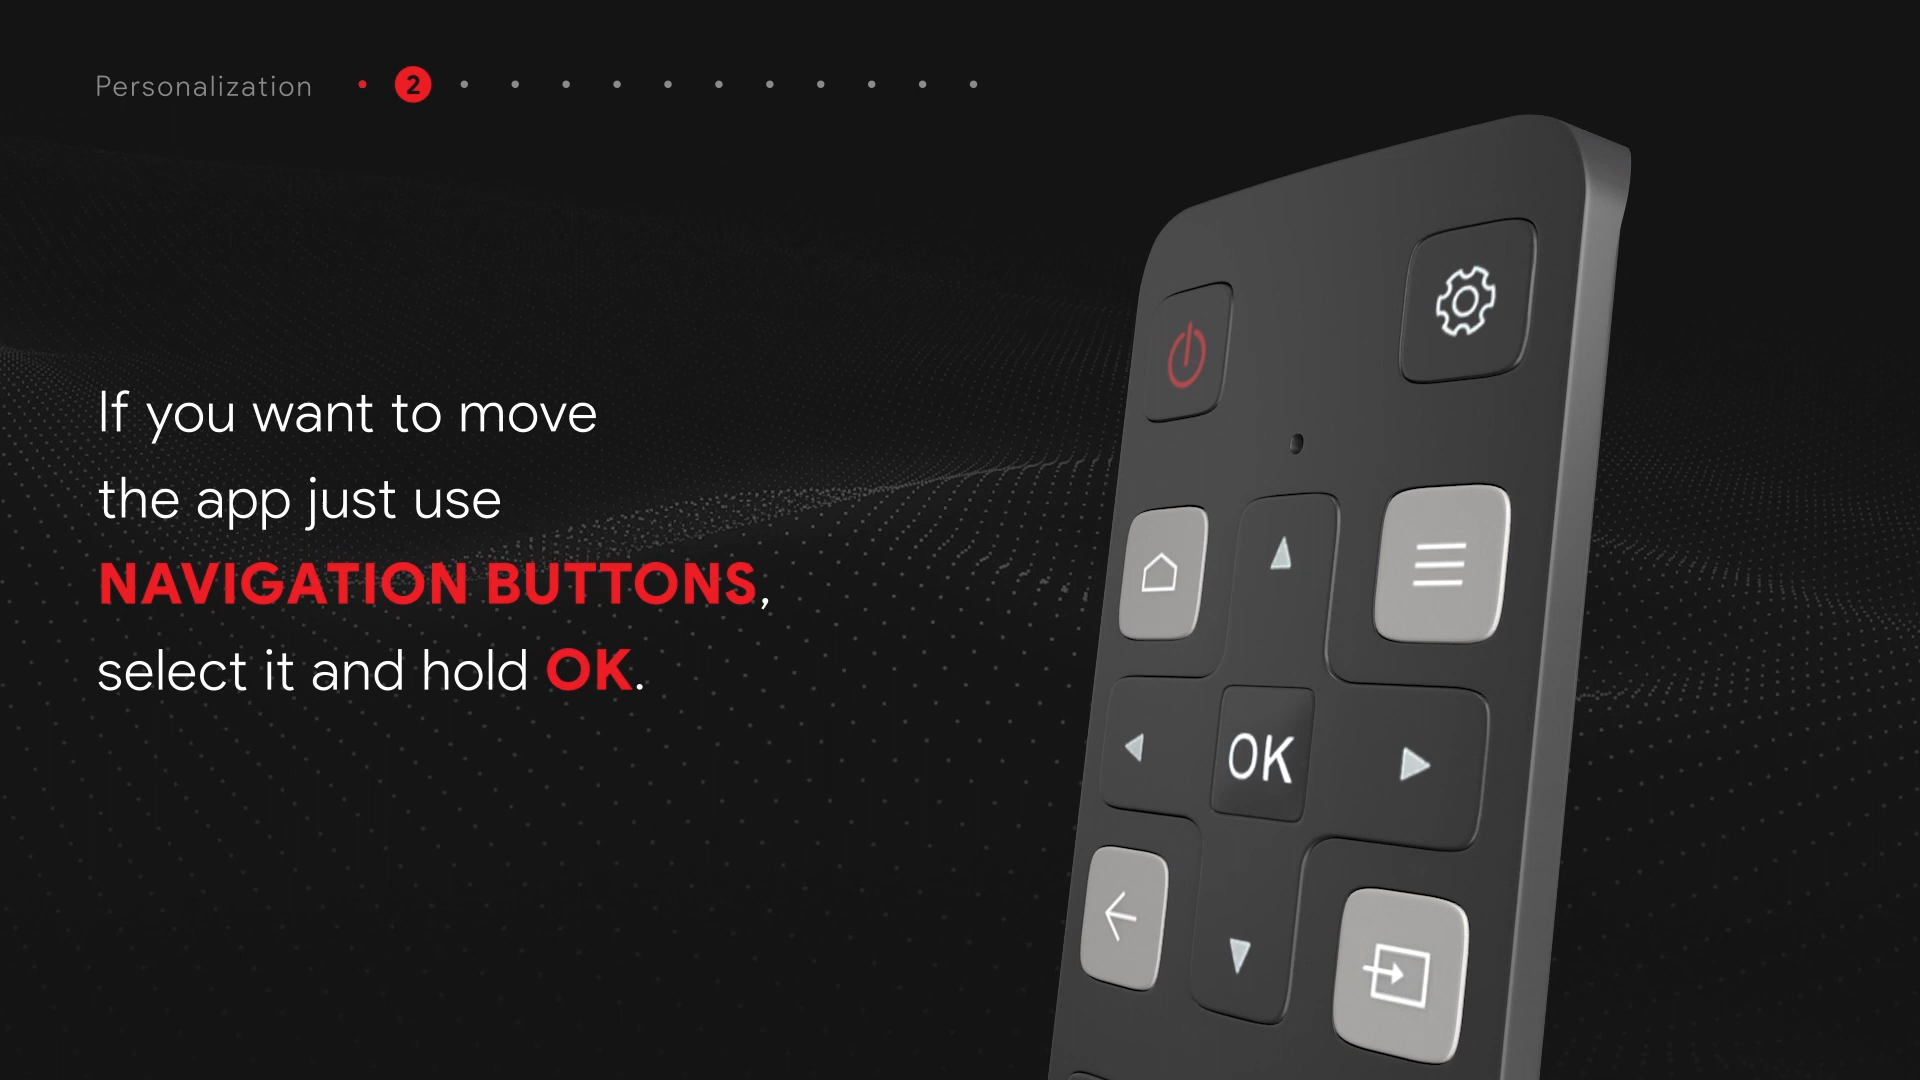 Personalization
2
If you want to move
the app just use
NAVIGATION BUTTONS,
select it and hold OK.
OK